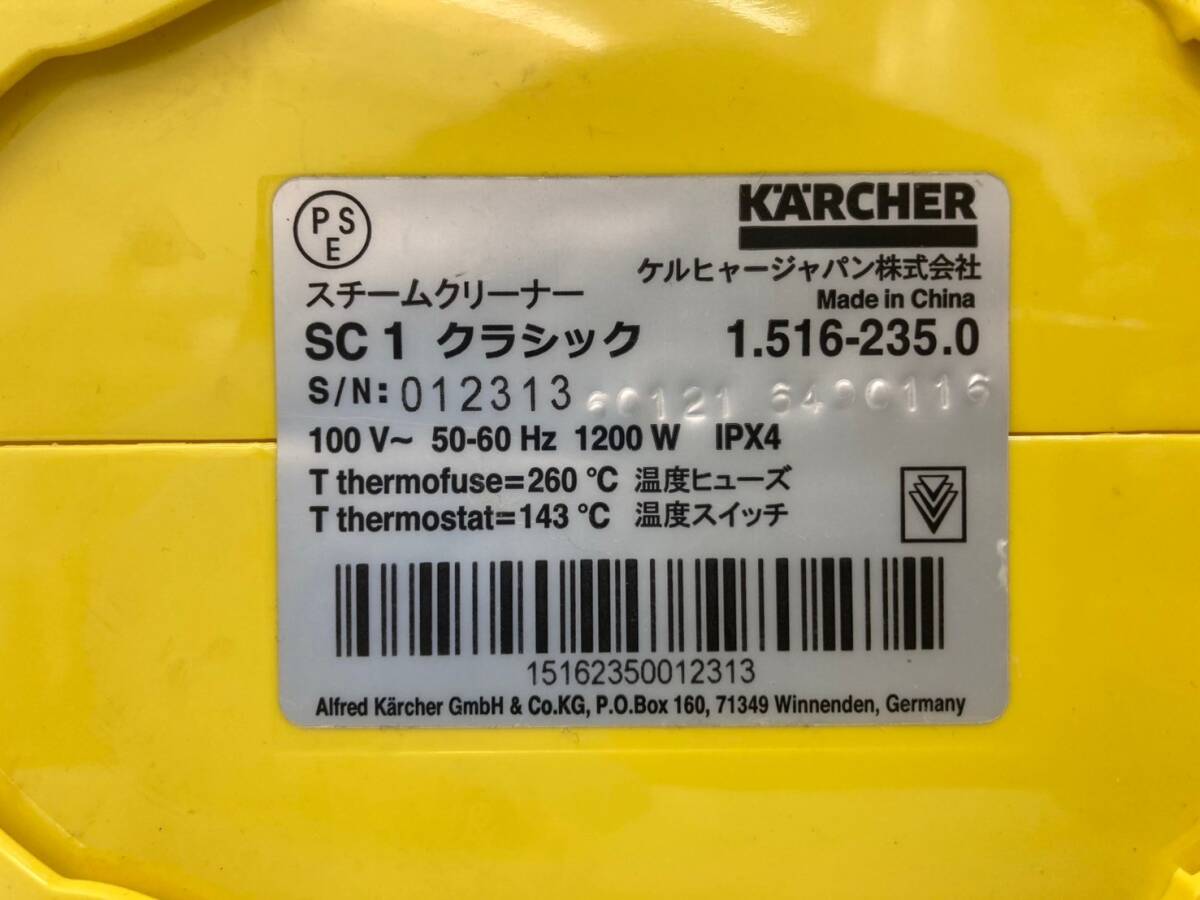 PSE
KÄRCHER
ケルヒャージャパン株式会社
スチームクリーナー
Made in China
SC 1 クラシック 1.516-235.0
S/N: 012313
100 V~ 50-60 Hz 1200 W IPX4
T thermofuse=260 °C 温度ヒューズ
T thermostat=143 °C 温度スイッチ
15162350012313
Alfred Kärcher GmbH & Co.KG, P.O.Box 160, 71349 Winnenden, Germany